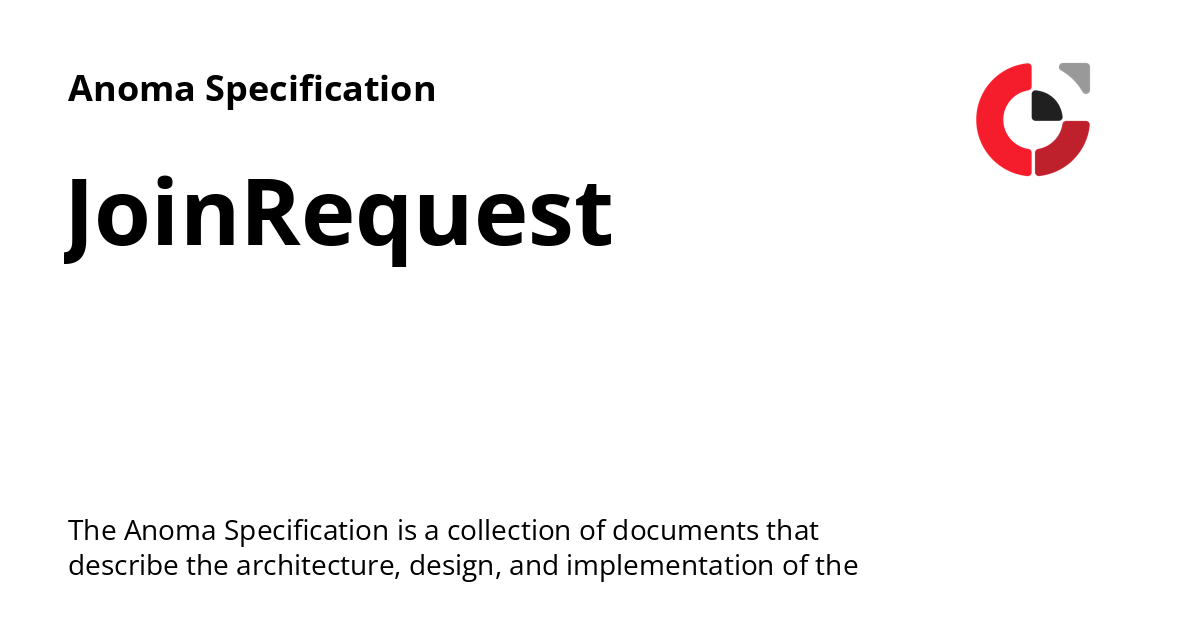 Anoma Specification
JoinRequest
The Anoma Specification is a collection of documents that
describe the architecture, design, and implementation of the